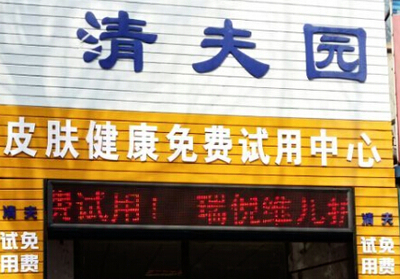 清夫园
皮肤健康免费试用中心
费试用！ 瑞倪维儿
清夫
试免
用费
清夫
试免
用费